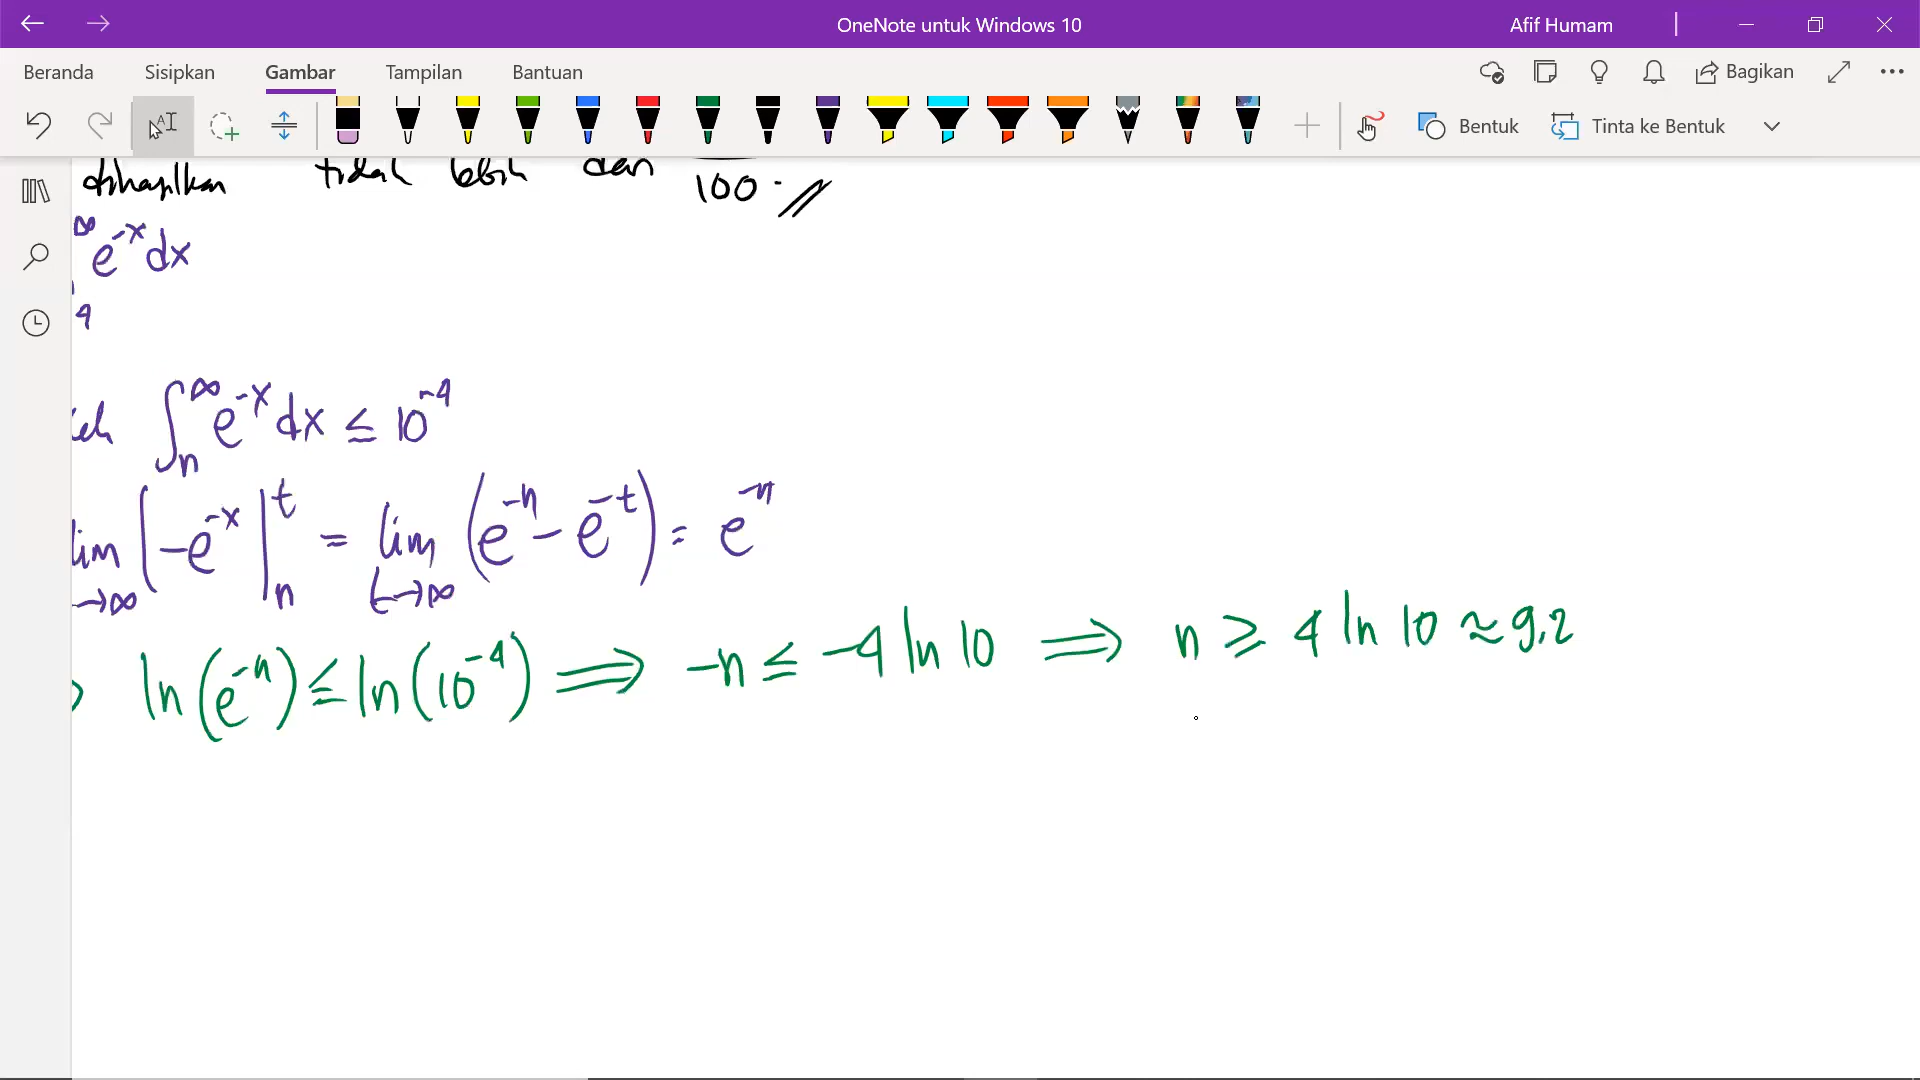 OneNote untuk Windows 10
Afif Humam
Beranda Sisipkan Gambar Tampilan Bantuan
Bagikan
Bentuk
Tinta ke Bentuk
dihasilkan tidak lebih dari 100.
∞ e^{-x} dx
4
∫_n^∞ e^{-x} dx ≤ 10^{-4}
lim →∞ [-e^{-x}|_n^t = lim t→∞ (e^{-n} - e^{-t}) = e^{-n}
ln(e^{-n}) ≤ ln(10^{-4}) ⟹ -n ≤ -4 ln 10 ⟹ n ≥ 4 ln 10 ≈ 9,2